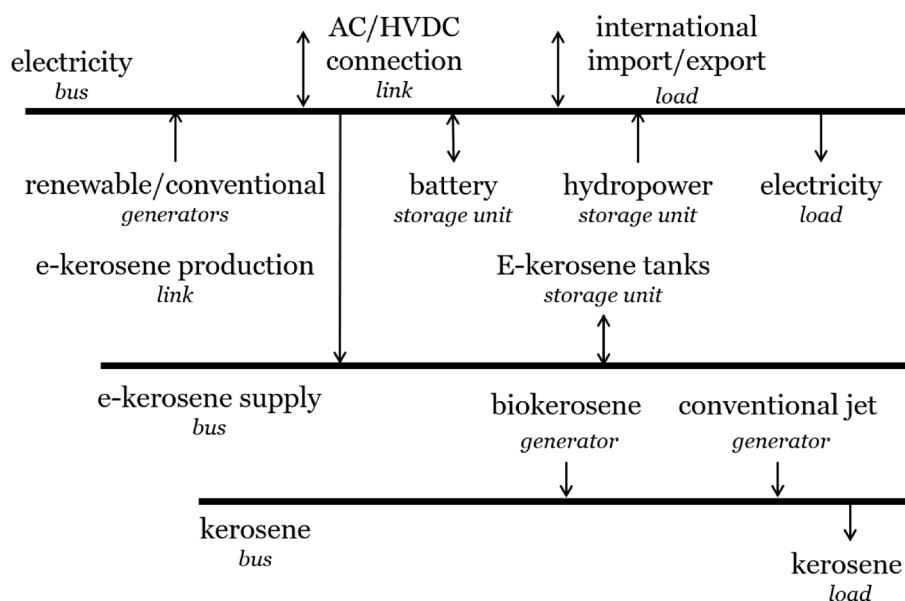 electricity
bus
AC/HVDC
connection
link
international
import/export
load
renewable/conventional
generators
battery
storage unit
hydropower
storage unit
electricity
load
e-kerosene production
link
E-kerosene tanks
storage unit
e-kerosene supply
bus
biokerosene
generator
conventional jet
generator
kerosene
bus
kerosene
load